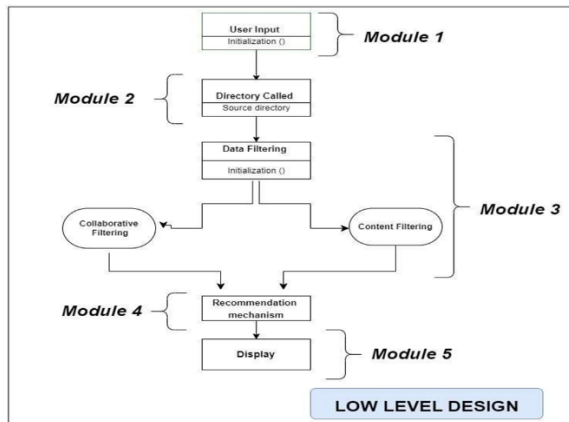 User Input
Initialization ()
Module 1
Module 2
Directory Called
Source directory
Data Filtering
Initialization ()
Collaborative
Filtering
Content Filtering
Module 3
Module 4
Recommendation
mechanism
Display
Module 5
LOW LEVEL DESIGN